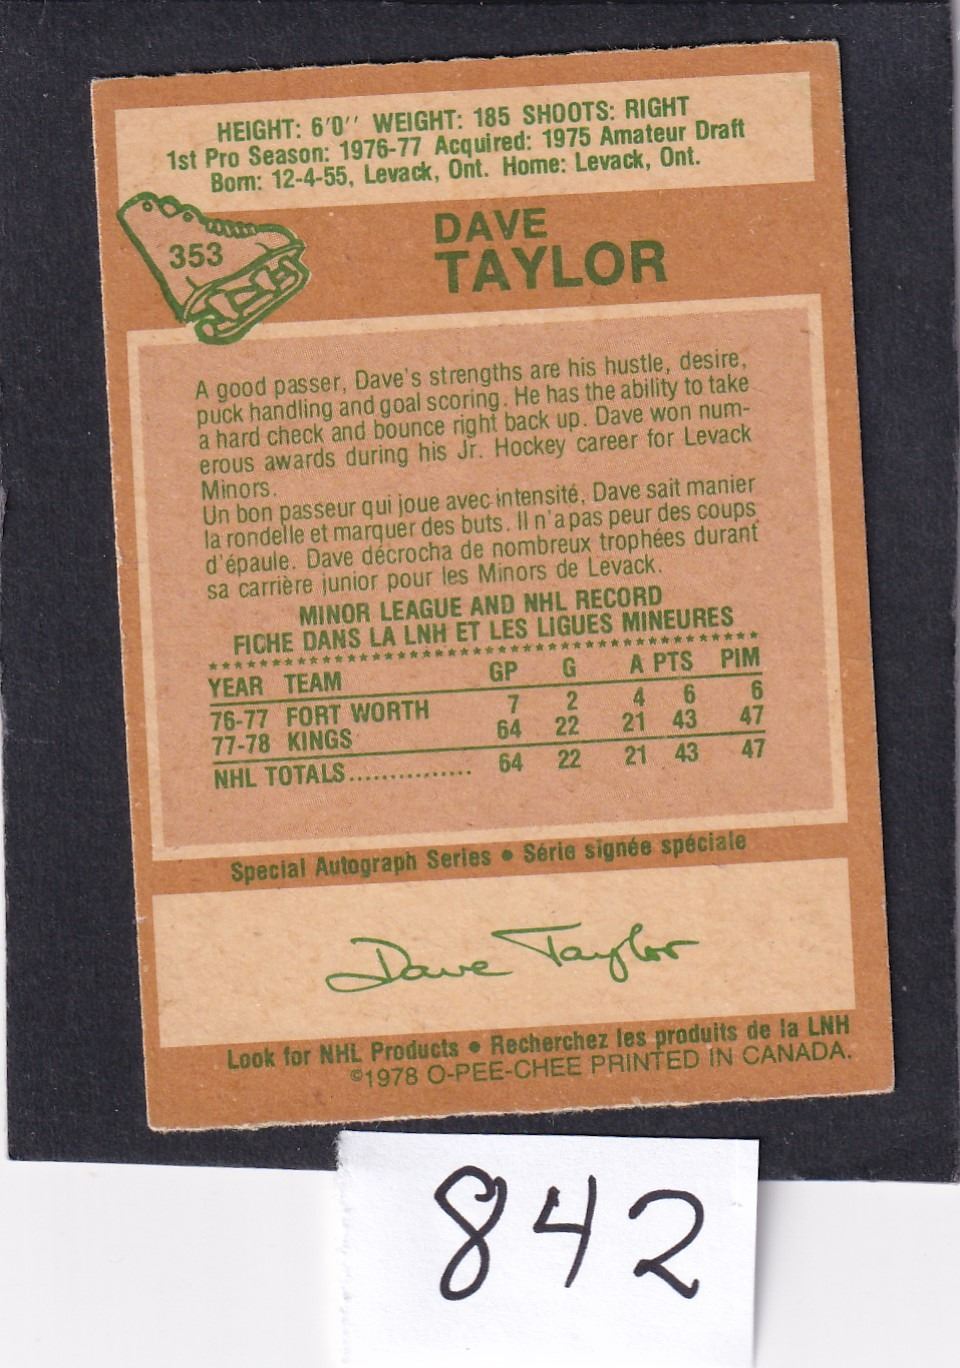 HEIGHT: 6'0'' WEIGHT: 185 SHOOTS: RIGHT
1st Pro Season: 1976-77 Acquired: 1975 Amateur Draft
Born: 12-4-55, Levack, Ont. Home: Levack, Ont.
353
DAVE
TAYLOR
A good passer, Dave's strengths are his hustle, desire,
puck handling and goal scoring. He has the ability to take
a hard check and bounce right back up. Dave won num-
erous awards during his Jr. Hockey career for Levack
Minors.
Un bon passeur qui joue avec intensité, Dave sait manier
la rondelle et marquer des buts. Il n'a pas peur des coups
d'épaule. Dave décrocha de nombreux trophées durant
sa carrière junior pour les Minors de Levack.
MINOR LEAGUE AND NHL RECORD
FICHE DANS LA LNH ET LES LIGUES MINEURES
YEAR TEAM GP G A PTS PIM
76-77 FORT WORTH 7 2 4 6 6
77-78 KINGS 64 22 21 43 47
NHL TOTALS............... 64 22 21 43 47
Special Autograph Series • Série signée spéciale
Dave Taylor
Look for NHL Products • Recherchez les produits de la LNH
©1978 O-PEE-CHEE PRINTED IN CANADA.
842